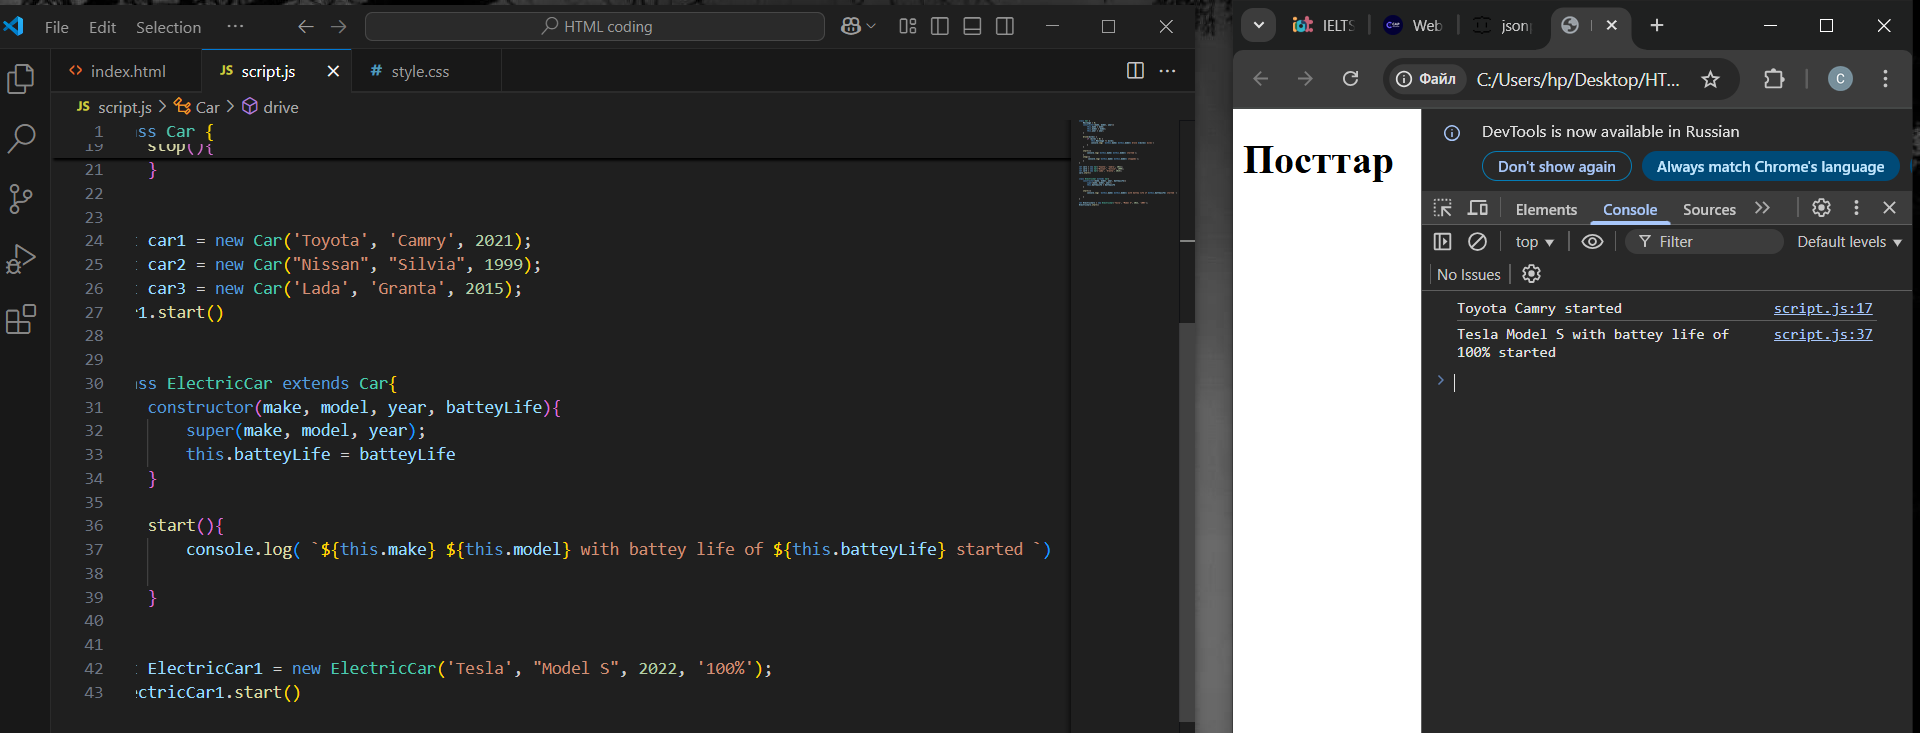 File Edit Selection ··· HTML coding
index.html script.js style.css ···
script.js > Car > drive
1 ss Car {
19 stop(){
21 }
22
23
24 car1 = new Car('Toyota', 'Camry', 2021);
25 car2 = new Car("Nissan", "Silvia", 1999);
26 car3 = new Car('Lada', 'Granta', 2015);
27 1.start()
28
29
30 ss ElectricCar extends Car{
31 constructor(make, model, year, batteyLife){
32 super(make, model, year);
33 this.batteyLife = batteyLife
34 }
35
36 start(){
37 console.log( `${this.make} ${this.model} with battey life of ${this.batteyLife} started `)
38
39 }
40
41
42 ElectricCar1 = new ElectricCar('Tesla', "Model S", 2022, '100%');
43 ectricCar1.start()
IELTS Web json
Файл C:/Users/hp/Desktop/HT... C
Посттар
DevTools is now available in Russian
Don't show again Always match Chrome's language
Elements Console Sources
top Filter Default levels
No Issues
Toyota Camry started script.js:17
Tesla Model S with battey life of script.js:37
100% started